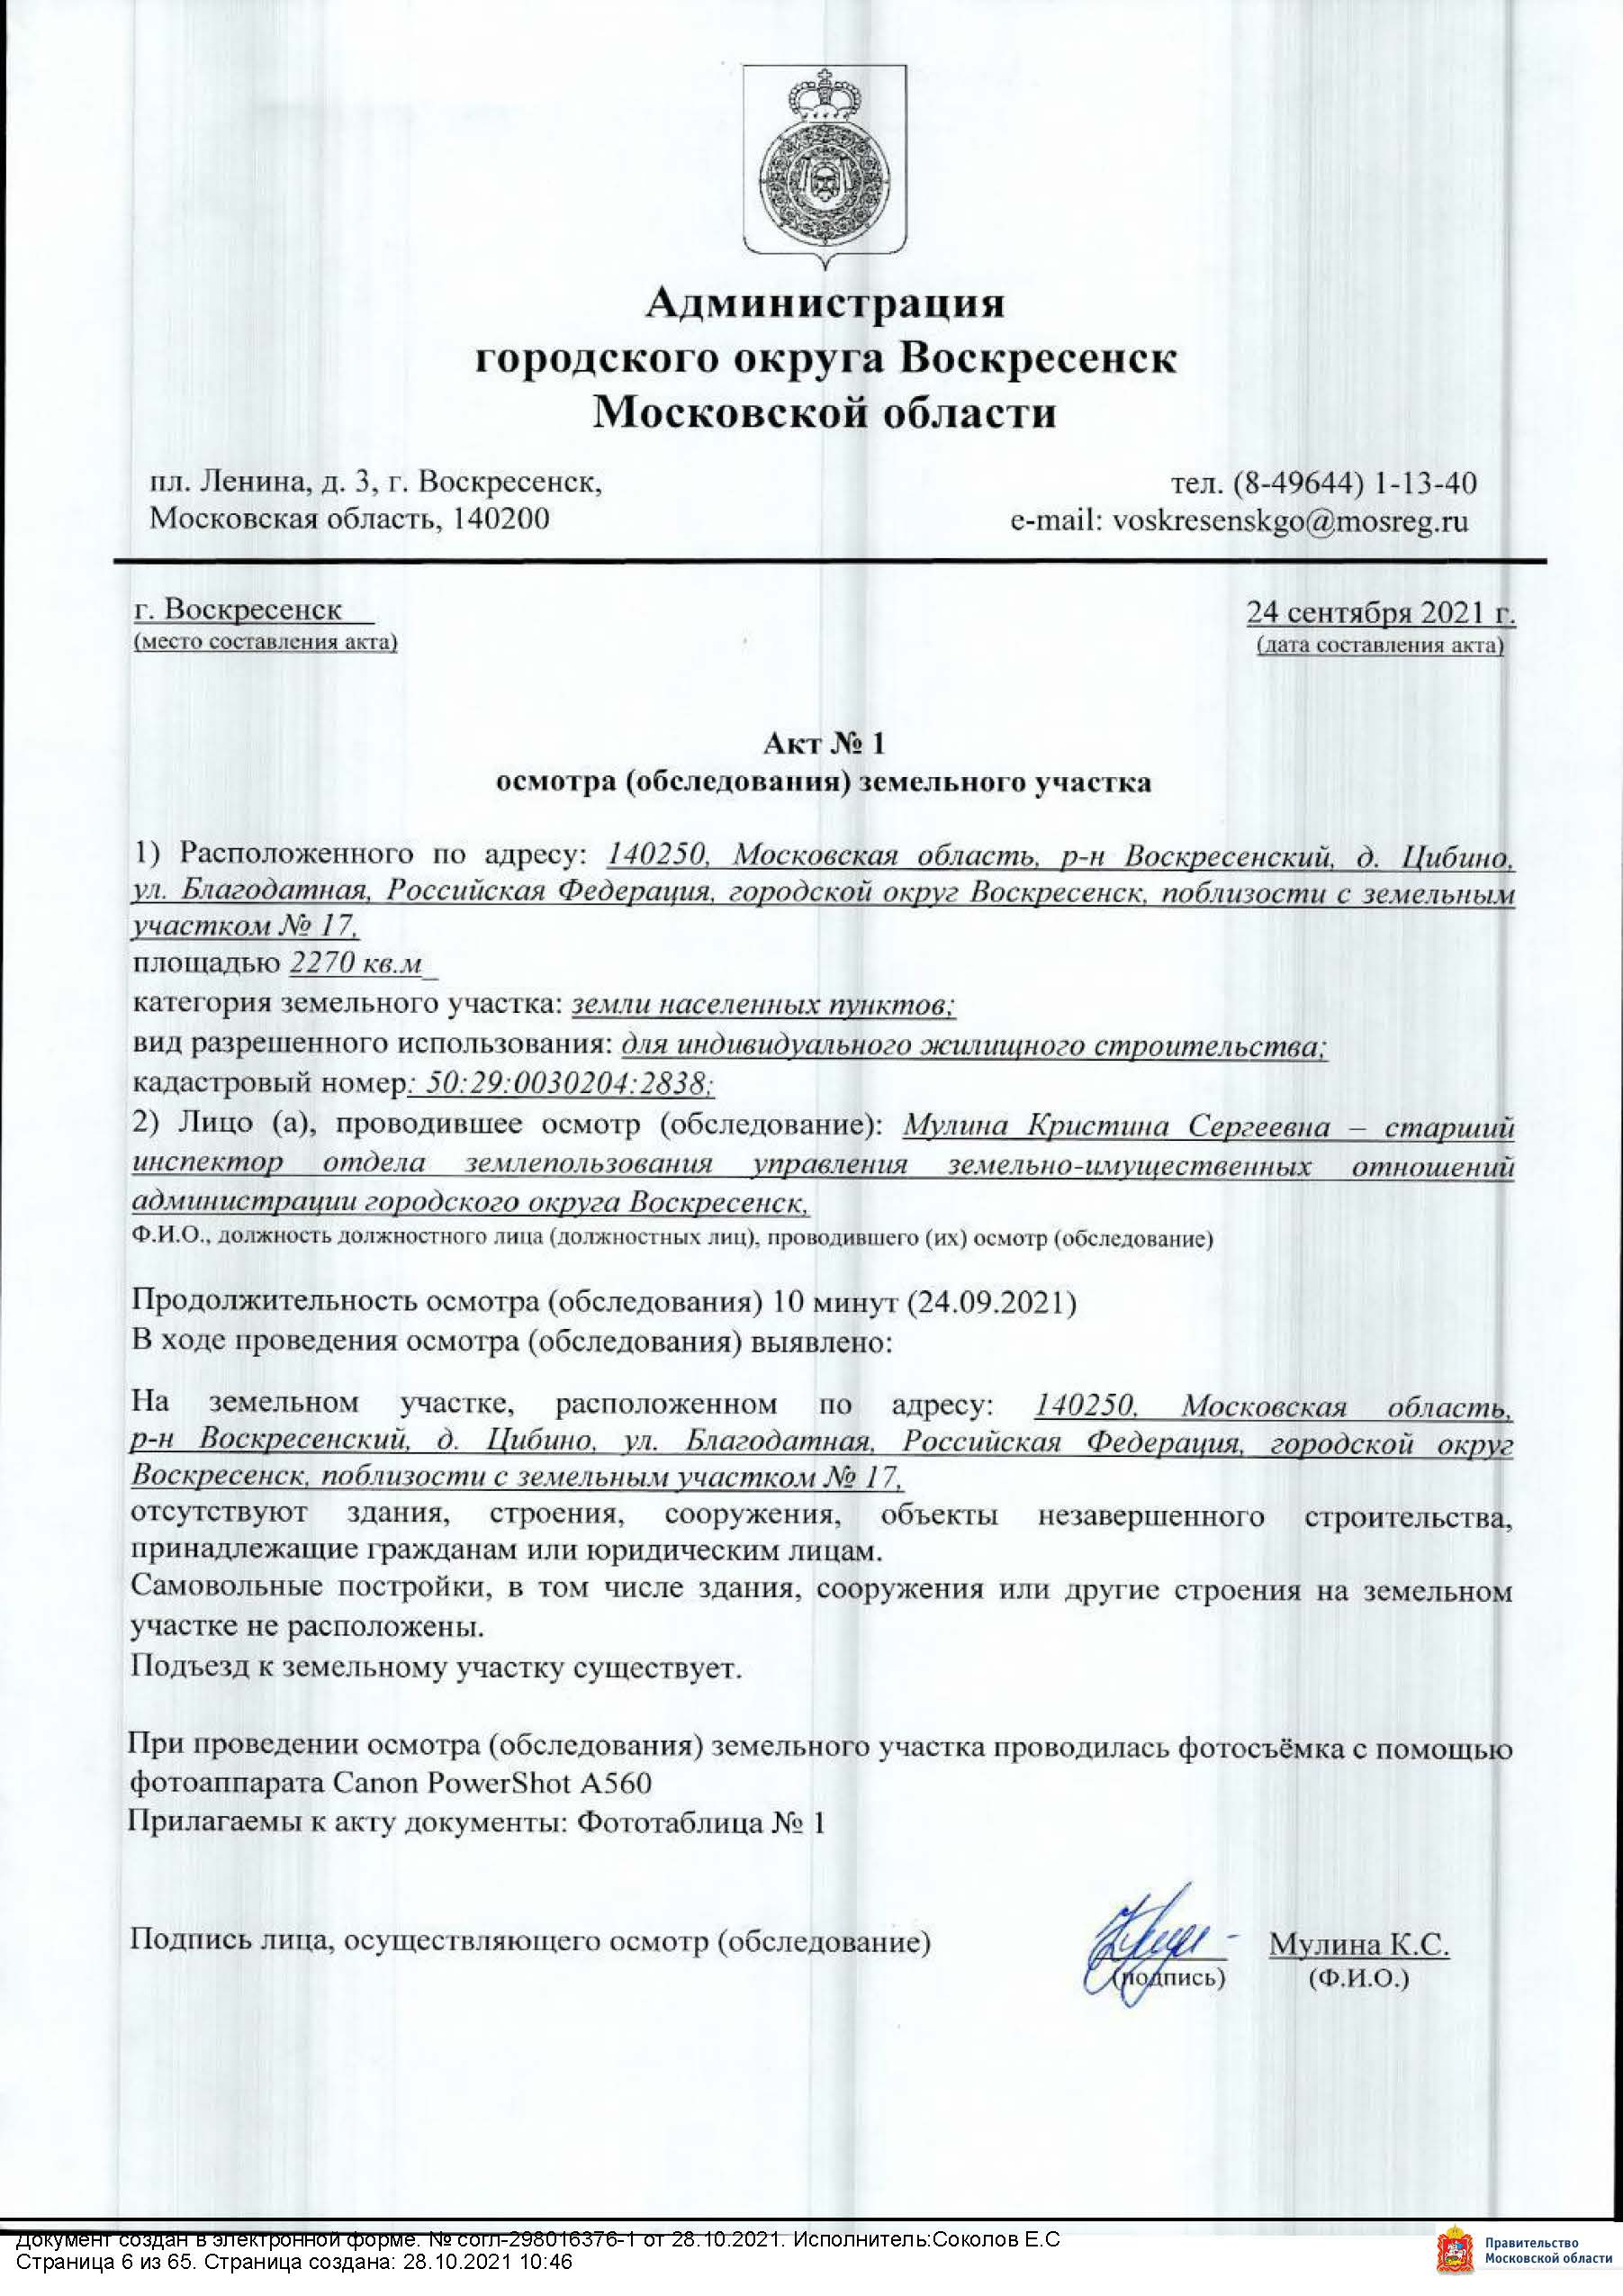 Администрация
городского округа Воскресенск
Московской области
пл. Ленина, д. 3, г. Воскресенск,
Московская область, 140200
тел. (8-49644) 1-13-40
e-mail: voskresenskgo@mosreg.ru
г. Воскресенск
(место составления акта)
24 сентября 2021 г.
(дата составления акта)
Акт № 1
осмотра (обследования) земельного участка
1) Расположенного по адресу: 140250, Московская область, р-н Воскресенский, д. Цибино,
ул. Благодатная, Российская Федерация, городской округ Воскресенск, поблизости с земельным
участком № 17,
площадью 2270 кв.м
категория земельного участка: земли населенных пунктов;
вид разрешенного использования: для индивидуального жилищного строительства;
кадастровый номер: 50:29:0030204:2838;
2) Лицо (а), проводившее осмотр (обследование): Мулина Кристина Сергеевна – старший
инспектор отдела землепользования управления земельно-имущественных отношений
администрации городского округа Воскресенск,
Ф.И.О., должность должностного лица (должностных лиц), проводившего (их) осмотр (обследование)
Продолжительность осмотра (обследования) 10 минут (24.09.2021)
В ходе проведения осмотра (обследования) выявлено:
На земельном участке, расположенном по адресу: 140250, Московская область,
р-н Воскресенский, д. Цибино, ул. Благодатная, Российская Федерация, городской округ
Воскресенск, поблизости с земельным участком № 17,
отсутствуют здания, строения, сооружения, объекты незавершенного строительства,
принадлежащие гражданам или юридическим лицам.
Самовольные постройки, в том числе здания, сооружения или другие строения на земельном
участке не расположены.
Подъезд к земельному участку существует.
При проведении осмотра (обследования) земельного участка проводилась фотосъёмка с помощью
фотоаппарата Canon PowerShot A560
Прилагаемы к акту документы: Фототаблица № 1
Подпись лица, осуществляющего осмотр (обследование)
(подпись)
Мулина К.С.
(Ф.И.О.)
Документ создан в электронной форме. № согл-298016376-1 от 28.10.2021. Исполнитель:Соколов Е.С
Страница 6 из 65. Страница создана: 28.10.2021 10:46
Правительство
Московской области